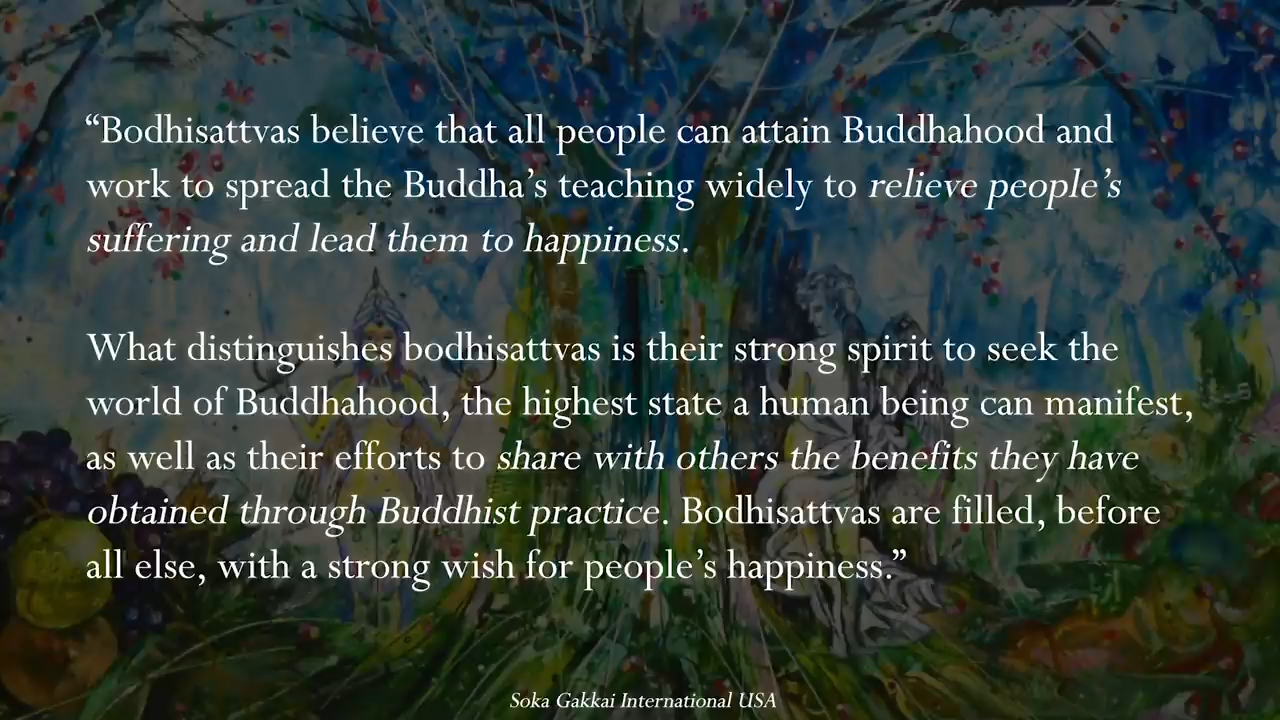 “Bodhisattvas believe that all people can attain Buddhahood and
work to spread the Buddha’s teaching widely to relieve people’s
suffering and lead them to happiness.
What distinguishes bodhisattvas is their strong spirit to seek the
world of Buddhahood, the highest state a human being can manifest,
as well as their efforts to share with others the benefits they have
obtained through Buddhist practice. Bodhisattvas are filled, before
all else, with a strong wish for people’s happiness.”
Soka Gakkai International USA